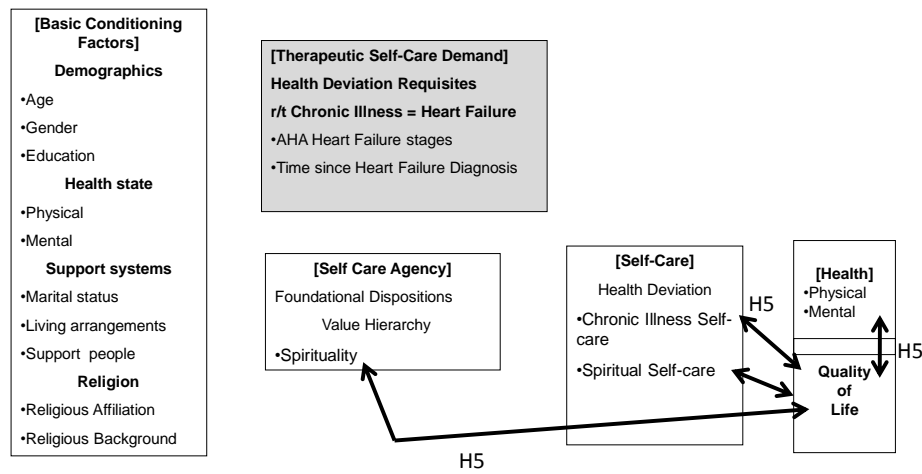 [Basic Conditioning
Factors]
Demographics
•Age
•Gender
•Education
Health state
•Physical
•Mental
Support systems
•Marital status
•Living arrangements
•Support people
Religion
•Religious Affiliation
•Religious Background
[Therapeutic Self-Care Demand]
Health Deviation Requisites
r/t Chronic Illness = Heart Failure
•AHA Heart Failure stages
•Time since Heart Failure Diagnosis
[Self Care Agency]
Foundational Dispositions
Value Hierarchy
•Spirituality
[Self-Care]
Health Deviation
•Chronic Illness Self-
care
•Spiritual Self-care
H5
[Health]
•Physical
•Mental
H5
Quality
of
Life
H5